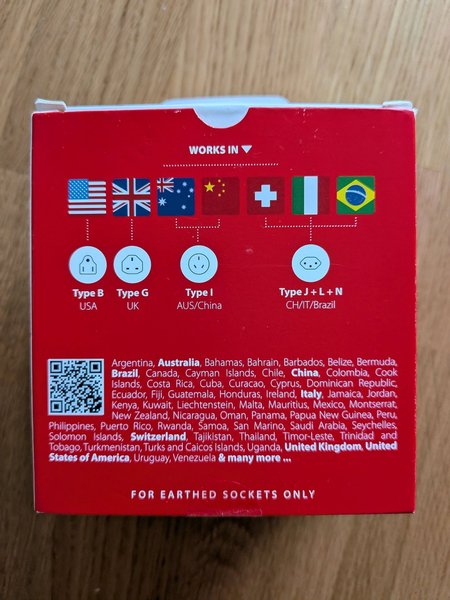 WORKS IN
Type B
USA
Type G
UK
Type I
AUS/China
Type J + L + N
CH/IT/Brazil
Argentina, Australia, Bahamas, Bahrain, Barbados, Belize, Bermuda,
Brazil, Canada, Cayman Islands, Chile, China, Colombia, Cook
Islands, Costa Rica, Cuba, Curacao, Cyprus, Dominican Republic,
Ecuador, Fiji, Guatemala, Honduras, Ireland, Italy, Jamaica, Jordan,
Kenya, Kuwait, Liechtenstein, Malta, Mauritius, Mexico, Montserrat,
New Zealand, Nicaragua, Oman, Panama, Papua New Guinea, Peru,
Philippines, Puerto Rico, Rwanda, Samoa, San Marino, Saudi Arabia, Seychelles,
Solomon Islands, Switzerland, Tajikistan, Thailand, Timor-Leste, Trinidad and
Tobago, Turkmenistan, Turks and Caicos Islands, Uganda, United Kingdom, United
States of America, Uruguay, Venezuela & many more ...
FOR EARTHED SOCKETS ONLY